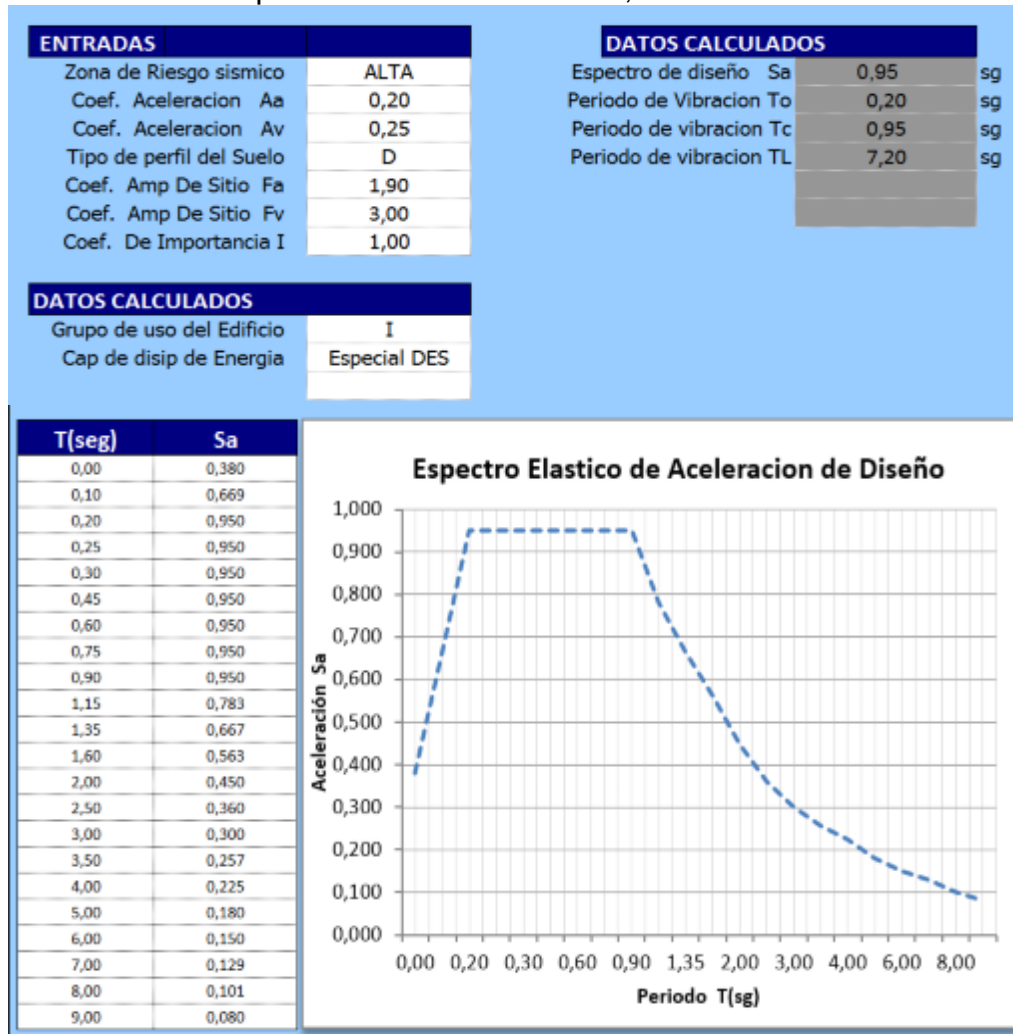 ENTRADAS
Zona de Riesgo sismico ALTA
Coef. Aceleracion Aa 0,20
Coef. Aceleracion Av 0,25
Tipo de perfil del Suelo D
Coef. Amp De Sitio Fa 1,90
Coef. Amp De Sitio Fv 3,00
Coef. De Importancia I 1,00
DATOS CALCULADOS
Espectro de diseño Sa 0,95 sg
Periodo de Vibracion To 0,20 sg
Periodo de vibracion Tc 0,95 sg
Periodo de vibracion TL 7,20 sg
DATOS CALCULADOS
Grupo de uso del Edificio I
Cap de disip de Energia Especial DES
T(seg) Sa
0,00 0,380
0,10 0,669
0,20 0,950
0,25 0,950
0,30 0,950
0,45 0,950
0,60 0,950
0,75 0,950
0,90 0,950
1,15 0,783
1,35 0,667
1,60 0,563
2,00 0,450
2,50 0,360
3,00 0,300
3,50 0,257
4,00 0,225
5,00 0,180
6,00 0,150
7,00 0,129
8,00 0,101
9,00 0,080
Espectro Elastico de Aceleracion de Diseño
Aceleración Sa
1,000
0,900
0,800
0,700
0,600
0,500
0,400
0,300
0,200
0,100
0,000
0,00 0,20 0,30 0,60 0,90 1,35 2,00 3,00 4,00 6,00 8,00
Periodo T(sg)